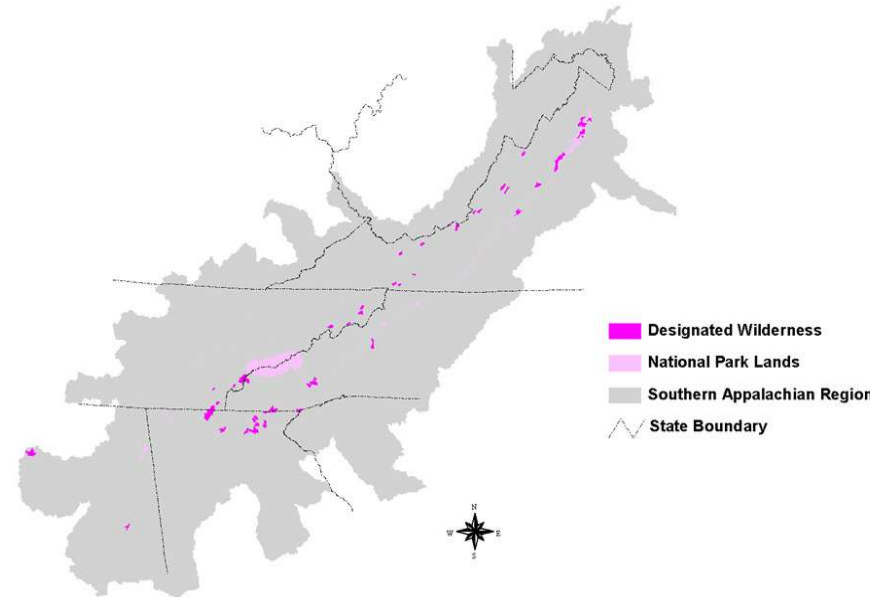 Designated Wilderness
National Park Lands
Southern Appalachian Region
State Boundary
N
W E
S